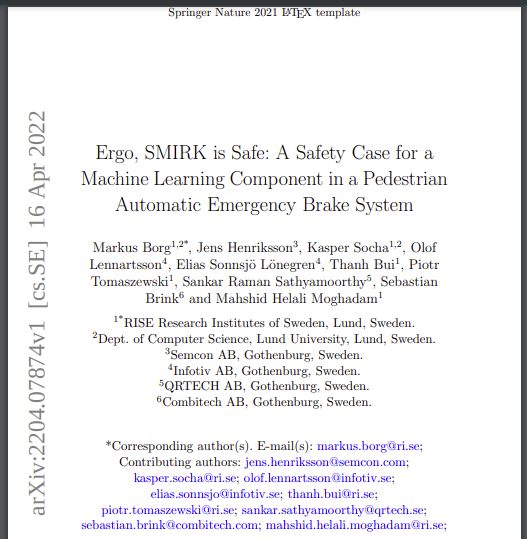 Springer Nature 2021 LATEX template
arXiv:2204.07874v1 [cs.SE] 16 Apr 2022
Ergo, SMIRK is Safe: A Safety Case for a
Machine Learning Component in a Pedestrian
Automatic Emergency Brake System
Markus Borg1,2*, Jens Henriksson3, Kasper Socha1,2, Olof
Lennartsson4, Elias Sonnsjö Lönegren4, Thanh Bui1, Piotr
Tomaszewski1, Sankar Raman Sathyamoorthy5, Sebastian
Brink6 and Mahshid Helali Moghadam1
1*RISE Research Institutes of Sweden, Lund, Sweden.
2Dept. of Computer Science, Lund University, Lund, Sweden.
3Semcon AB, Gothenburg, Sweden.
4Infotiv AB, Gothenburg, Sweden.
5QRTECH AB, Gothenburg, Sweden.
6Combitech AB, Gothenburg, Sweden.
*Corresponding author(s). E-mail(s): markus.borg@ri.se;
Contributing authors: jens.henriksson@semcon.com;
kasper.socha@ri.se; olof.lennartsson@infotiv.se;
elias.sonnsjo@infotiv.se; thanh.bui@ri.se;
piotr.tomaszewski@ri.se; sankar.sathyamoorthy@qrtech.se;
sebastian.brink@combitech.com; mahshid.helali.moghadam@ri.se;